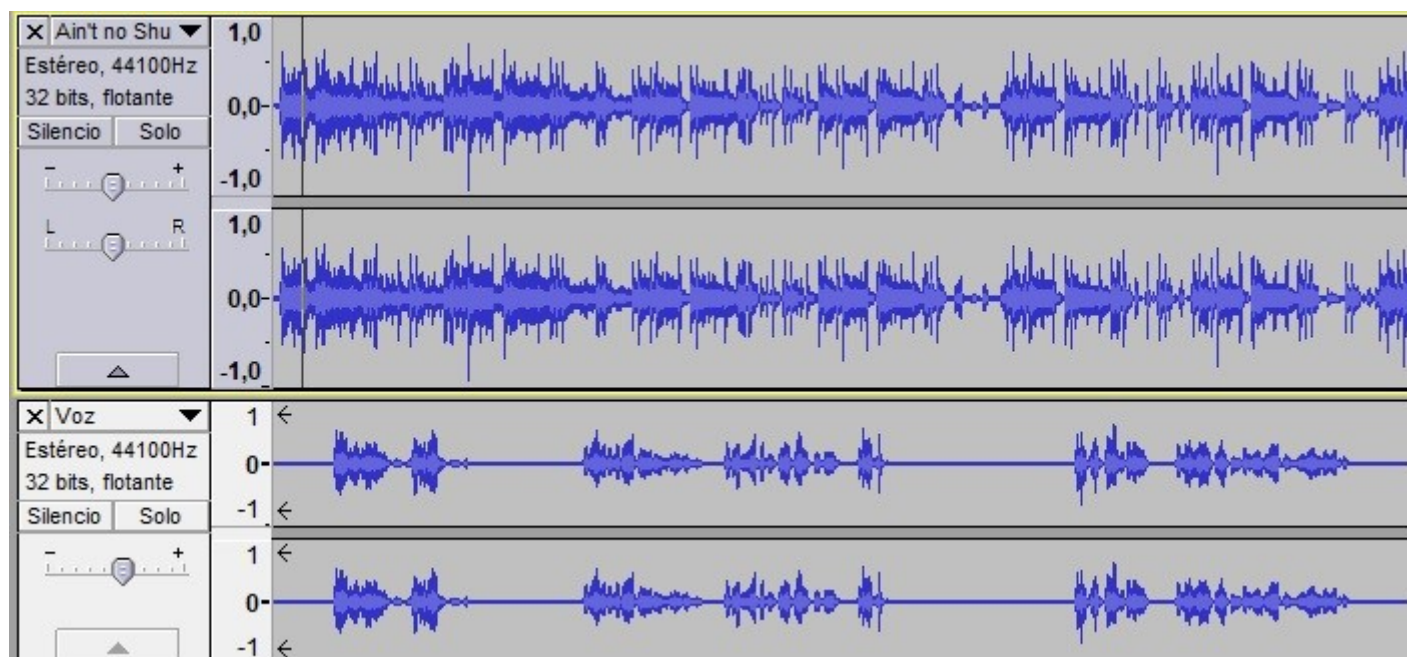 X Ain't no Shu ▼
Estéreo, 44100Hz
32 bits, flotante
Silencio Solo
- +
L R
1,0
0,0-
-1,0
1,0
0,0-
-1,0
X Voz ▼
Estéreo, 44100Hz
32 bits, flotante
Silencio Solo
- +
1
0-
-1
1
0-
-1